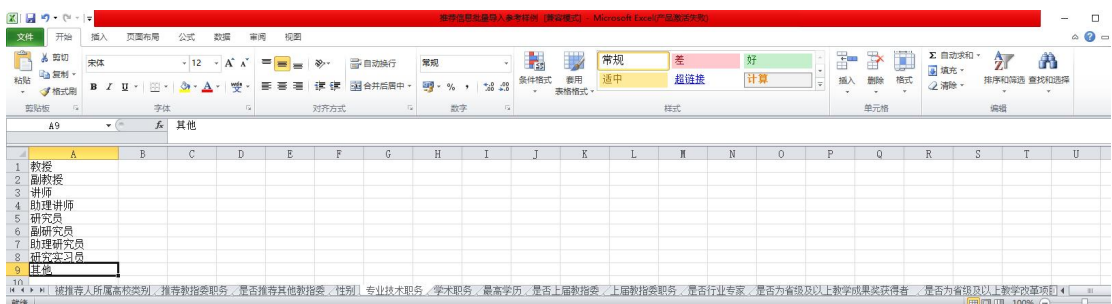 推荐信息批量导入参考样例 [兼容模式] - Microsoft Excel(产品激活失败)
文件 开始 插入 页面布局 公式 数据 审阅 视图
剪切 宋体 12 A A 自动换行 常规 常规 差 好 Σ 自动求和
粘贴 复制 条件格式 套用 表格格式 插入 删除 格式 填充 排序和筛选 查找和选择
格式刷 B I U A 合并后居中 % , 适中 超链接 计算 清除
剪贴板 字体 对齐方式 数字 样式 单元格 编辑
A9 fx 其他
A B C D E F G H I J K L M N O P Q R S T U
1 教授
2 副教授
3 讲师
4 助理讲师
5 研究员
6 副研究员
7 助理研究员
8 研究实习员
9 其他
10
被推荐人所属高校类别 推荐教指委职务 是否推荐其他教指委 性别 专业技术职务 学术职务 最高学历 是否上届教指委 上届教指委职务 是否行业专家 是否为省级及以上教学成果奖获得者 是否为省级及以上教学改革项目
就绪 100%